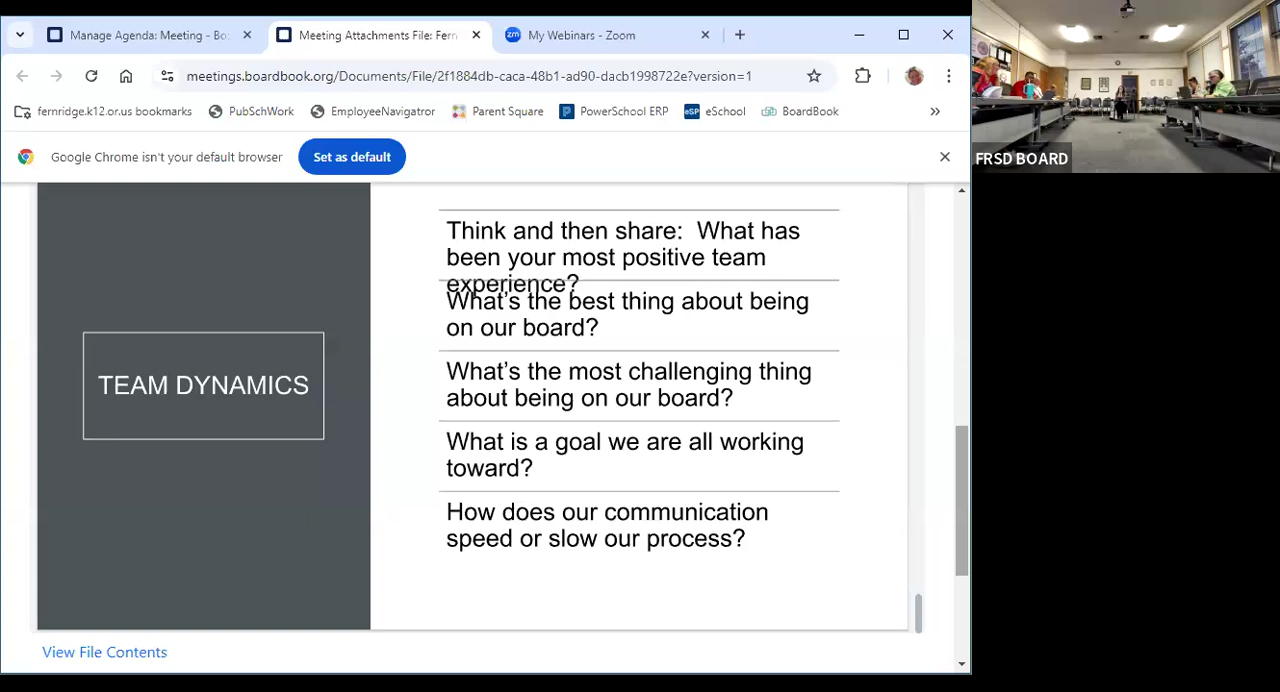 Manage Agenda: Meeting - Bo
Meeting Attachments File: Fern
My Webinars - Zoom
meetings.boardbook.org/Documents/File/2f1884db-caca-48b1-ad90-dacb1998722e?version=1
fernridge.k12.or.us bookmarks
PubSchWork
EmployeeNavigatror
Parent Square
PowerSchool ERP
eSchool
BoardBook
Google Chrome isn't your default browser
Set as default
FRSD BOARD
TEAM DYNAMICS
Think and then share:  What has
been your most positive team
experience?
What's the best thing about being
on our board?
What's the most challenging thing
about being on our board?
What is a goal we are all working
toward?
How does our communication
speed or slow our process?
View File Contents